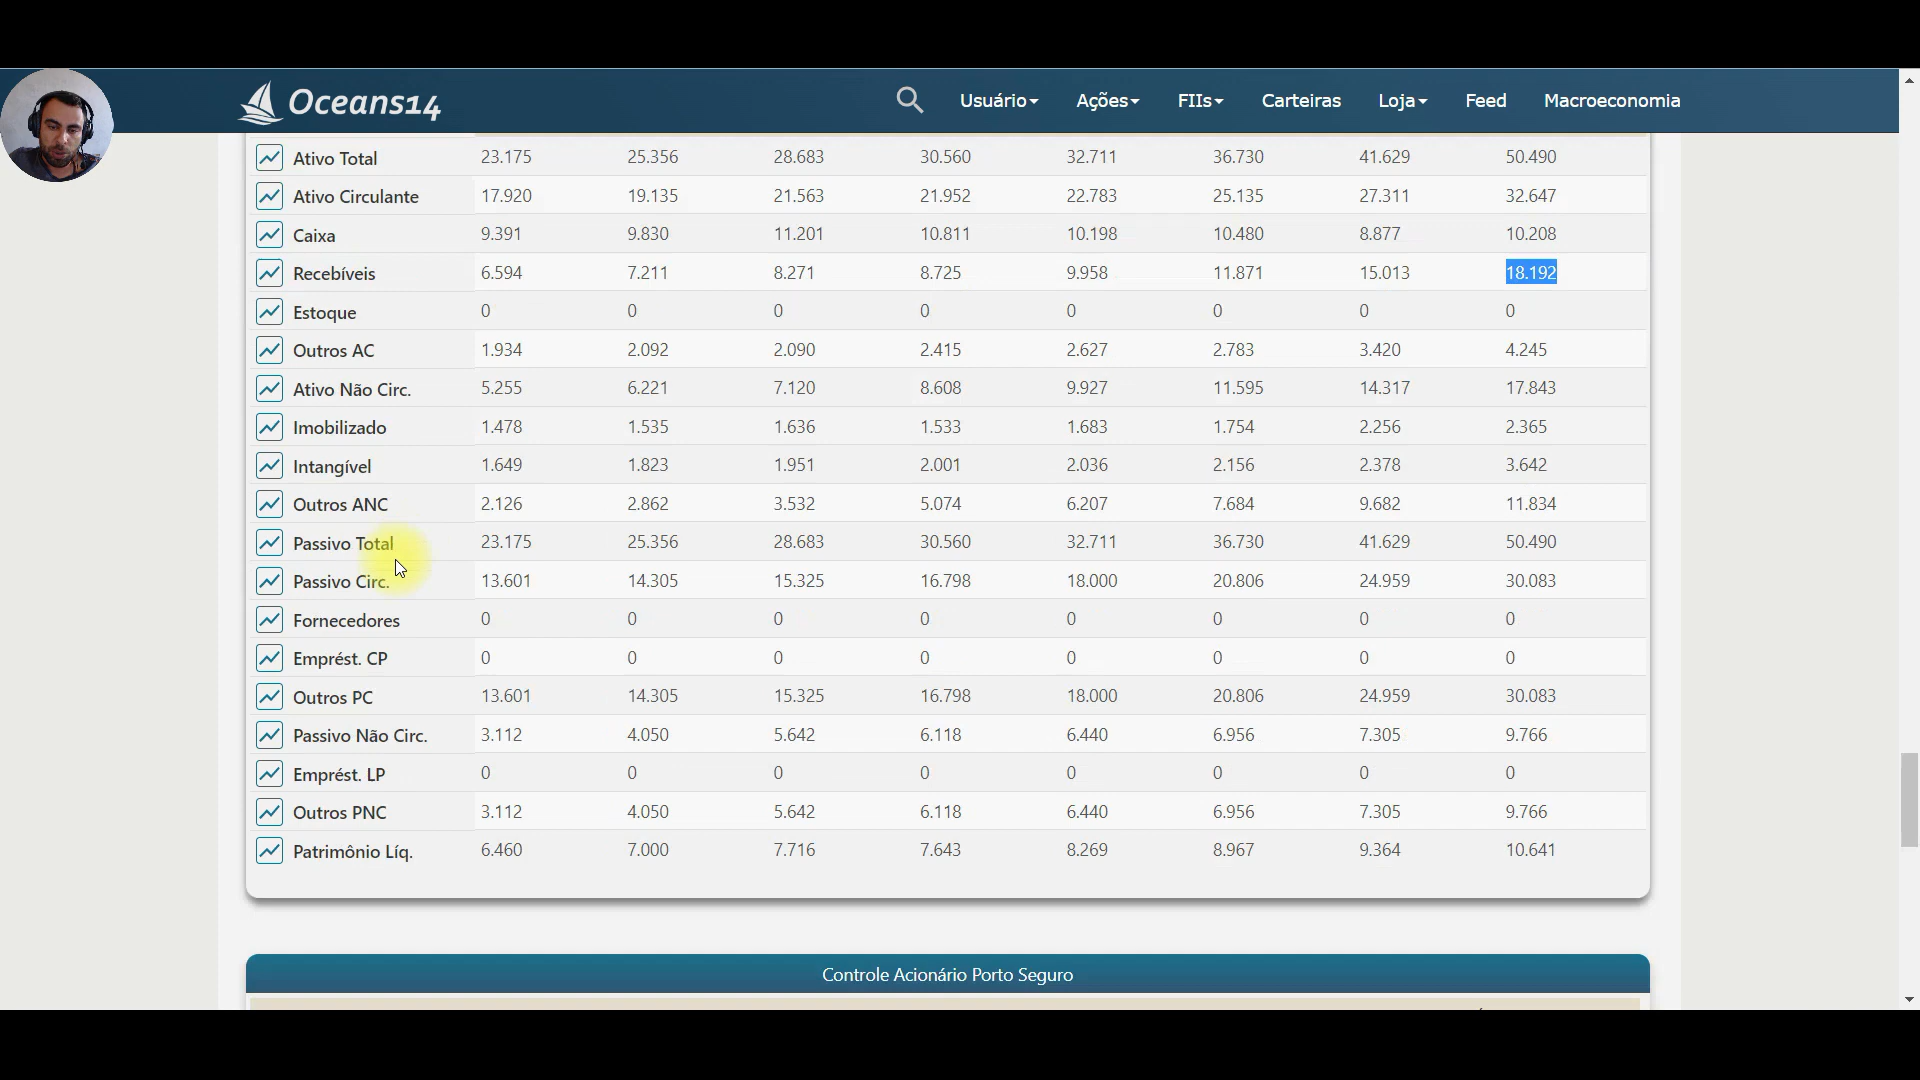 Oceans14 Usuário Ações FIIs Carteiras Loja Feed Macroeconomia
Ativo Total 23.175 25.356 28.683 30.560 32.711 36.730 41.629 50.490
Ativo Circulante 17.920 19.135 21.563 21.952 22.783 25.135 27.311 32.647
Caixa 9.391 9.830 11.201 10.811 10.198 10.480 8.877 10.208
Recebíveis 6.594 7.211 8.271 8.725 9.958 11.871 15.013 18.192
Estoque 0 0 0 0 0 0 0 0
Outros AC 1.934 2.092 2.090 2.415 2.627 2.783 3.420 4.245
Ativo Não Circ. 5.255 6.221 7.120 8.608 9.927 11.595 14.317 17.843
Imobilizado 1.478 1.535 1.636 1.533 1.683 1.754 2.256 2.365
Intangível 1.649 1.823 1.951 2.001 2.036 2.156 2.378 3.642
Outros ANC 2.126 2.862 3.532 5.074 6.207 7.684 9.682 11.834
Passivo Total 23.175 25.356 28.683 30.560 32.711 36.730 41.629 50.490
Passivo Circ. 13.601 14.305 15.325 16.798 18.000 20.806 24.959 30.083
Fornecedores 0 0 0 0 0 0 0 0
Emprést. CP 0 0 0 0 0 0 0 0
Outros PC 13.601 14.305 15.325 16.798 18.000 20.806 24.959 30.083
Passivo Não Circ. 3.112 4.050 5.642 6.118 6.440 6.956 7.305 9.766
Emprést. LP 0 0 0 0 0 0 0 0
Outros PNC 3.112 4.050 5.642 6.118 6.440 6.956 7.305 9.766
Patrimônio Líq. 6.460 7.000 7.716 7.643 8.269 8.967 9.364 10.641
Controle Acionário Porto Seguro